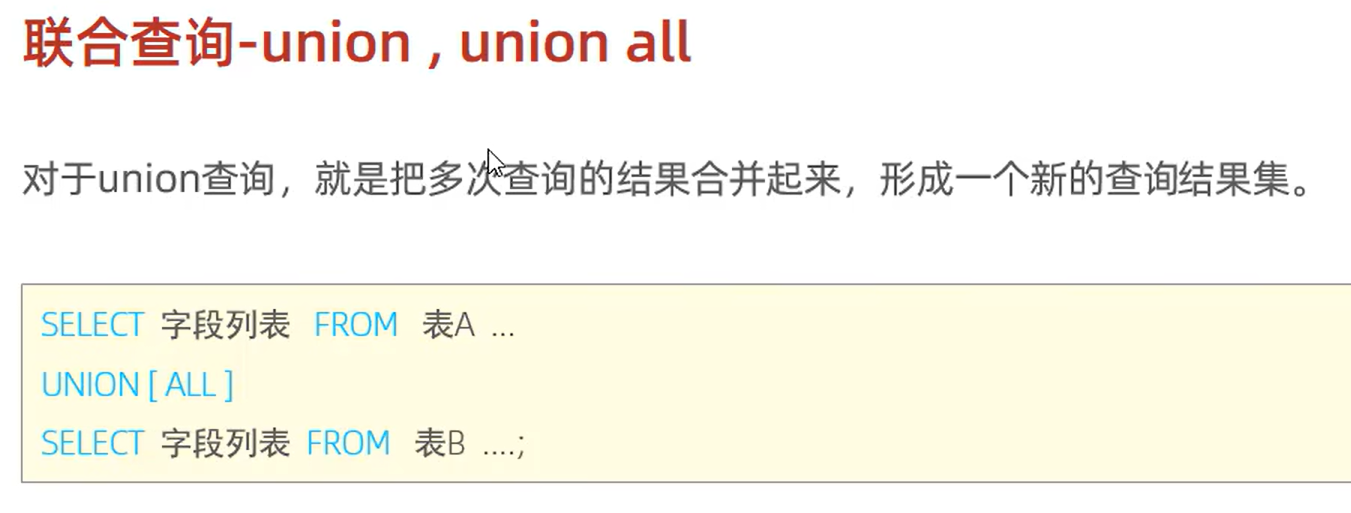 联合查询-union , union all
对于union查询，就是把多次查询的结果合并起来，形成一个新的查询结果集。
SELECT 字段列表 FROM 表A ...
UNION [ ALL ]
SELECT 字段列表 FROM 表B ....;